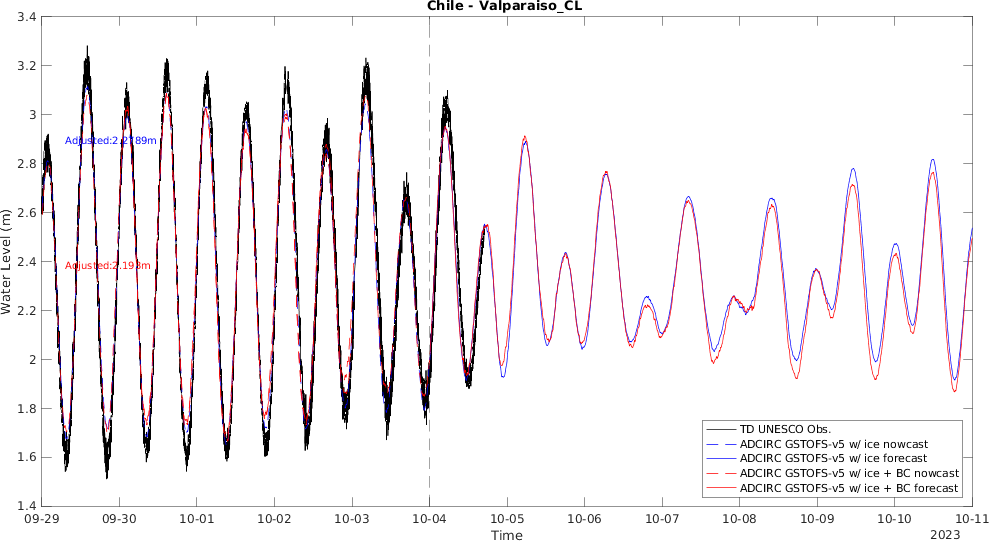 Chile - Valparaiso_CL
3.4
3.2
3
2.8
2.6
2.4
2.2
2
1.8
1.6
1.4
Water Level (m)
Adjusted:2.2789m
Adjusted:2.193m
TD UNESCO Obs.
ADCIRC GSTOFS-v5 w/ ice nowcast
ADCIRC GSTOFS-v5 w/ ice forecast
ADCIRC GSTOFS-v5 w/ ice + BC nowcast
ADCIRC GSTOFS-v5 w/ ice + BC forecast
09-29 09-30 10-01 10-02 10-03 10-04 10-05 10-06 10-07 10-08 10-09 10-10 10-11
Time
2023